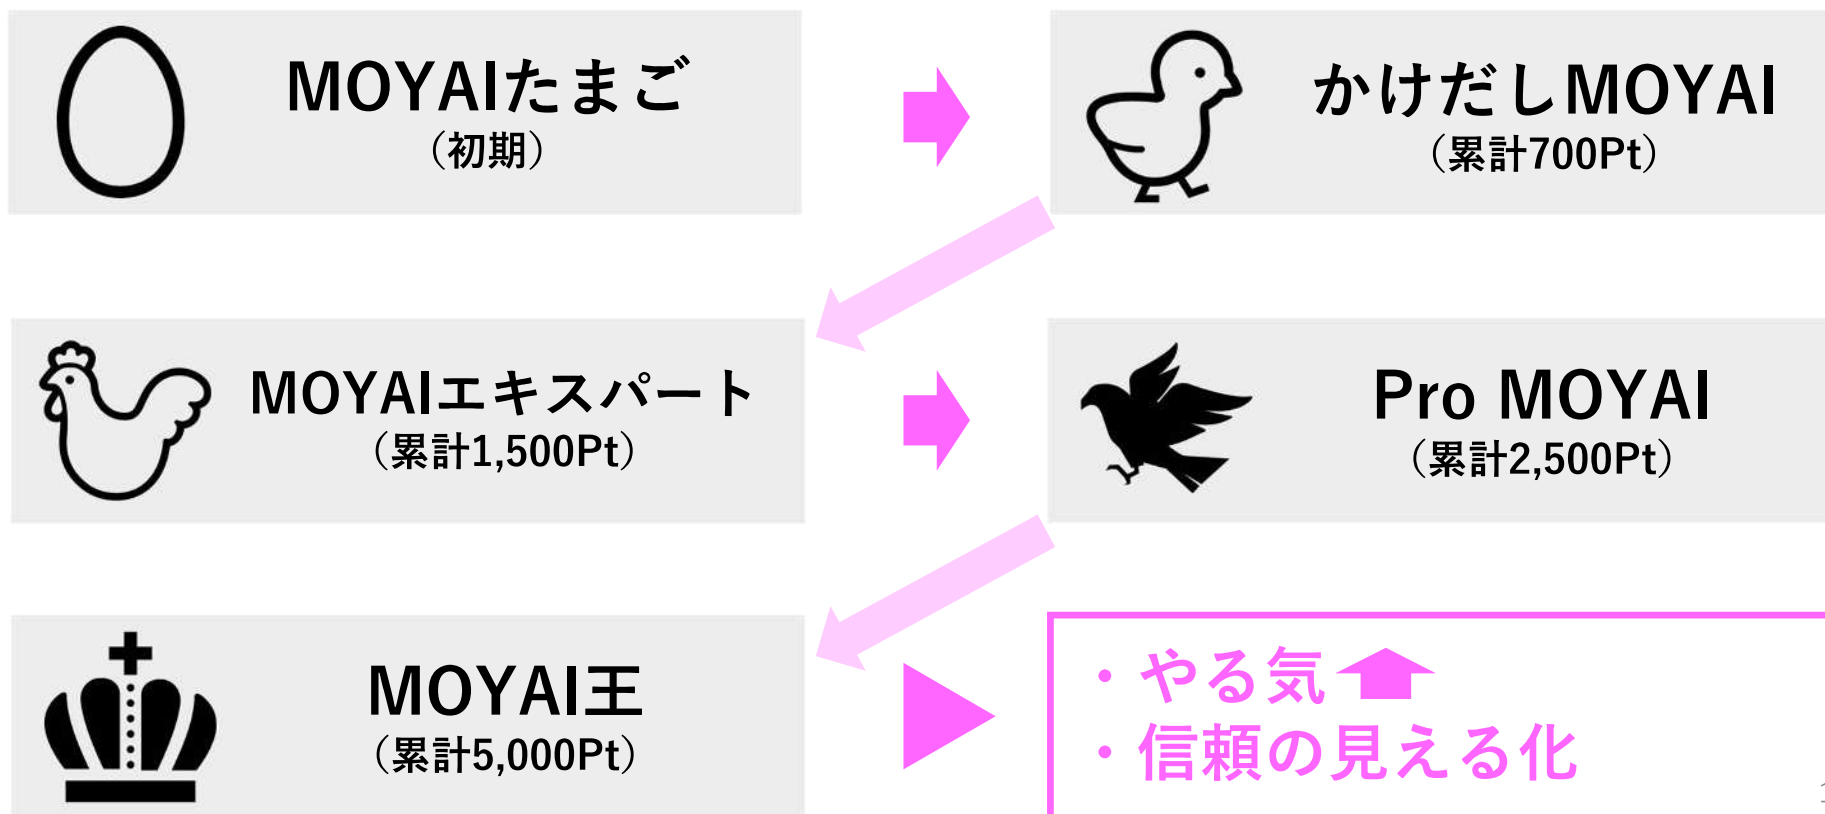 MOYAIたまご
（初期）
かけだしMOYAI
（累計700Pt）
MOYAIエキスパート
（累計1,500Pt）
Pro MOYAI
（累計2,500Pt）
MOYAI王
（累計5,000Pt）
・やる気
・信頼の見える化